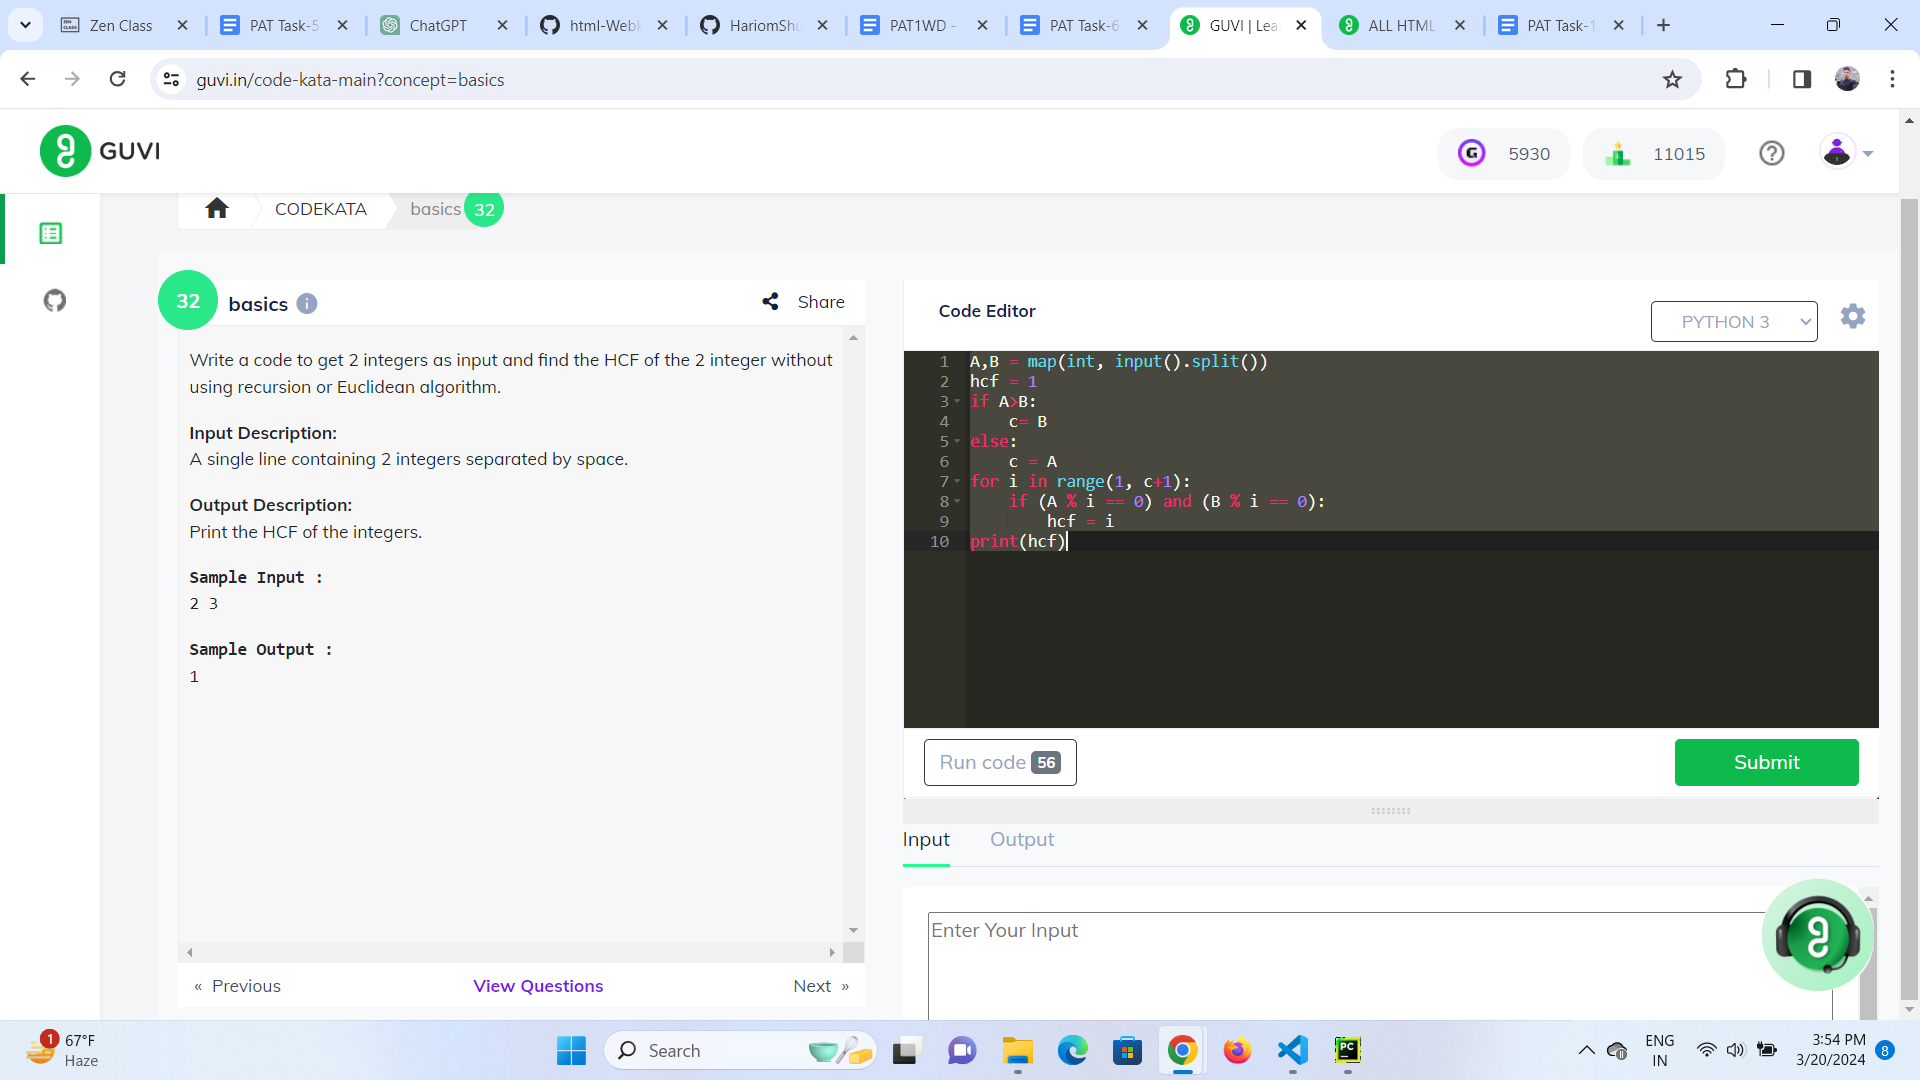 Zen Class
PAT Task-5
ChatGPT
html-Webk
HariomShu
PAT1WD -
PAT Task-6
GUVI | Lea
ALL HTML
PAT Task-1
guvi.in/code-kata-main?concept=basics
GUVI
5930
11015
CODEKATA
basics 32
32
basics
Share
Write a code to get 2 integers as input and find the HCF of the 2 integer without
using recursion or Euclidean algorithm.
Input Description:
A single line containing 2 integers separated by space.
Output Description:
Print the HCF of the integers.
Sample Input :
2 3
Sample Output :
1
« Previous
View Questions
Next »
Code Editor
PYTHON 3
1 A,B = map(int, input().split())
2 hcf = 1
3 if A>B:
4 c= B
5 else:
6 c = A
7 for i in range(1, c+1):
8 if (A % i == 0) and (B % i == 0):
9 hcf = i
10 print(hcf)
Run code 56
Submit
Input
Output
Enter Your Input
1
67°F
Haze
Search
PC
ENG
IN
3:54 PM
3/20/2024
8